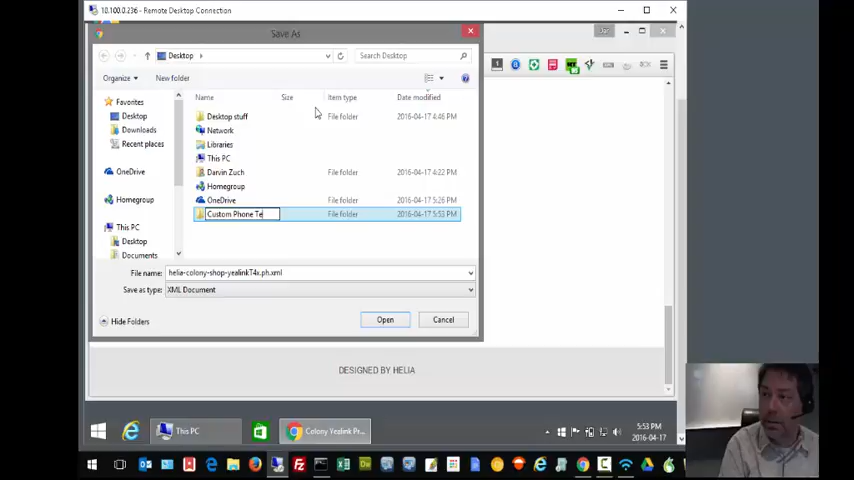 10.100.0.236 - Remote Desktop Connection
Save As
Desktop
Search Desktop
Organize
New folder
Name
Size
Item type
Date modified
Favorites
Desktop
Downloads
Recent places
OneDrive
Homegroup
This PC
Desktop
Documents
Desktop stuff File folder 2016-04-17 4:46 PM
Network
Libraries
This PC
Darvin Zuch File folder 2016-04-17 4:22 PM
Homegroup
OneDrive File folder 2016-04-17 5:26 PM
Custom Phone Te File folder 2016-04-17 5:53 PM
File name: helia-colony-shop-yealinkT4x.ph.xml
Save as type: XML Document
Hide Folders
Open
Cancel
DESIGNED BY HELIA
This PC
Colony Yealink Pr...
5:53 PM
2016-04-17